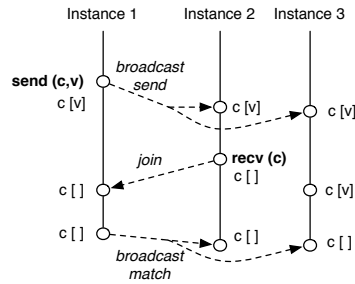 Instance 1 Instance 2 Instance 3
broadcast
send
send (c,v)
c [v]
c [v]
c [v]
join
recv (c)
c [ ]
c [ ]
c [v]
c [ ]
c [ ]
c [ ]
broadcast
match